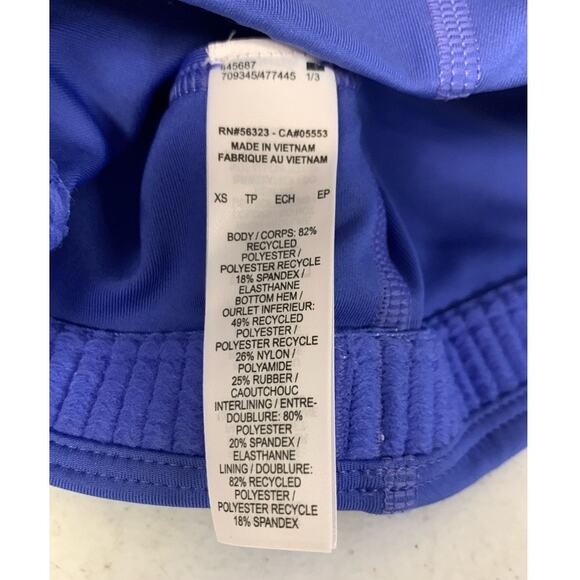 845687
709345/477445 1/3
RN#56323 - CA#05553
MADE IN VIETNAM
FABRIQUE AU VIETNAM
XS TP ECH EP
BODY / CORPS: 82%
RECYCLED
POLYESTER /
POLYESTER RECYCLE
18% SPANDEX /
ELASTHANNE
BOTTOM HEM /
OURLET INFERIEUR:
49% RECYCLED
POLYESTER /
POLYESTER RECYCLE
26% NYLON /
POLYAMIDE
25% RUBBER /
CAOUTCHOUC
INTERLINING / ENTRE-
DOUBLURE: 80%
POLYESTER
20% SPANDEX /
ELASTHANNE
LINING / DOUBLURE:
82% RECYCLED
POLYESTER /
POLYESTER RECYCLE
18% SPANDEX